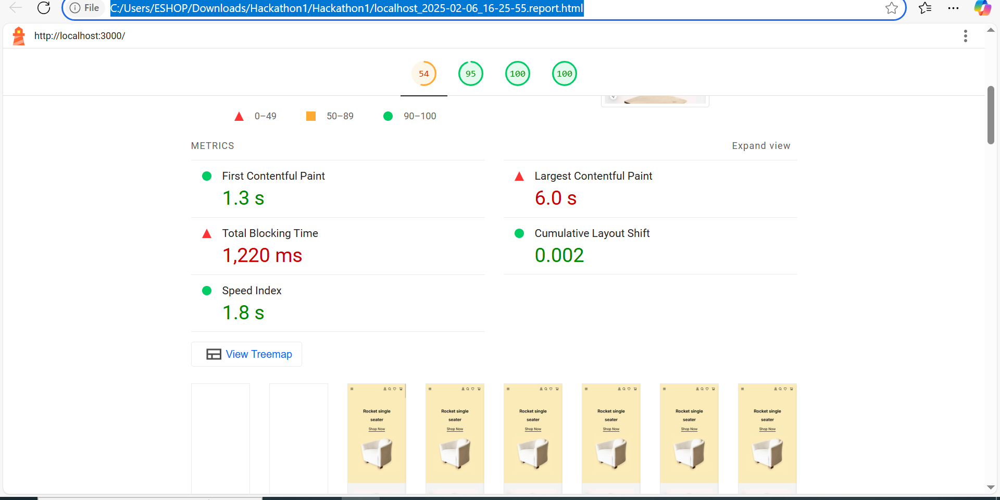 File C:/Users/ESHOP/Downloads/Hackathon1/Hackathon1/localhost_2025-02-06_16-25-55.report.html
http://localhost:3000/
54 95 100 100
0–49 50–89 90–100
METRICS Expand view
First Contentful Paint
1.3 s
Largest Contentful Paint
6.0 s
Total Blocking Time
1,220 ms
Cumulative Layout Shift
0.002
Speed Index
1.8 s
View Treemap
Rocket single
seater
Shop Now
Rocket single
seater
Shop Now
Rocket single
seater
Shop Now
Rocket single
seater
Shop Now
Rocket single
seater
Shop Now
Rocket single
seater
Shop Now